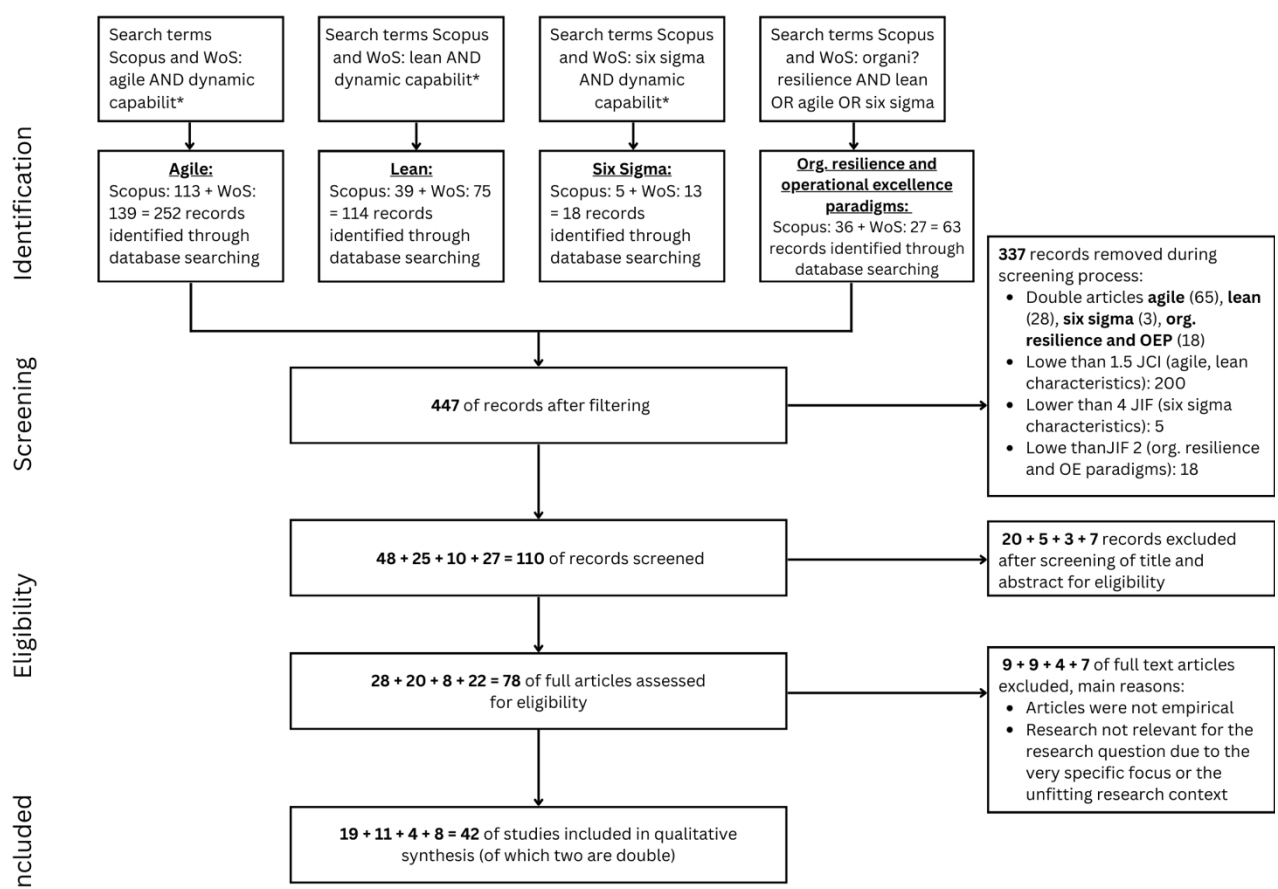 Search terms
Scopus and WoS:
agile AND dynamic
capabilit*
Search terms Scopus
and WoS: lean AND
dynamic capabilit*
Search terms Scopus
and WoS: six sigma
AND dynamic
capabilit*
Search terms Scopus
and WoS: organi?
resilience AND lean
OR agile OR six sigma
Identification
Agile:
Scopus: 113 + WoS:
139 = 252 records
identified through
database searching
Lean:
Scopus: 39 + WoS: 75
= 114 records
identified through
database searching
Six Sigma:
Scopus: 5 + WoS: 13
= 18 records
identified through
database searching
Org. resilience and
operational excellence
paradigms:
Scopus: 36 + WoS: 27 = 63
records identified through
database searching
337 records removed during
screening process:
• Double articles agile (65), lean
(28), six sigma (3), org.
resilience and OEP (18)
• Lowe than 1.5 JCI (agile, lean
characteristics): 200
• Lower than 4 JIF (six sigma
characteristics): 5
• Lowe thanJIF 2 (org. resilience
and OE paradigms): 18
Screening
447 of records after filtering
Eligibility
48 + 25 + 10 + 27 = 110 of records screened
20 + 5 + 3 + 7 records excluded
after screening of title and
abstract for eligibility
28 + 20 + 8 + 22 = 78 of full articles assessed
for eligibility
9 + 9 + 4 + 7 of full text articles
excluded, main reasons:
• Articles were not empirical
• Research not relevant for the
research question due to the
very specific focus or the
unfitting research context
ncluded
19 + 11 + 4 + 8 = 42 of studies included in qualitative
synthesis (of which two are double)